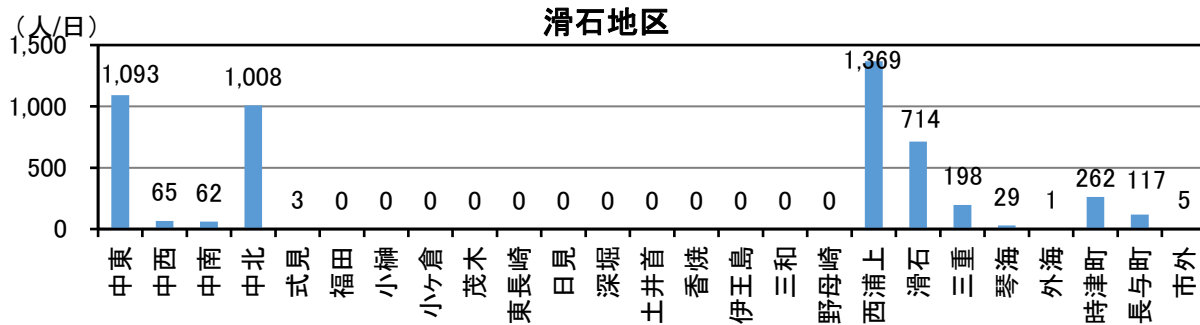 （人/日）
滑石地区
1,500
1,000
500
0
1,093
65
62
1,008
3
0
0
0
0
0
0
0
0
0
0
0
0
1,369
714
198
29
1
262
117
5
中東
中西
中南
中北
式見
福田
小榊
小ケ倉
茂木
東長崎
日見
深堀
土井首
香焼
伊王島
三和
野母崎
西浦上
滑石
三重
琴海
外海
時津町
長与町
市外